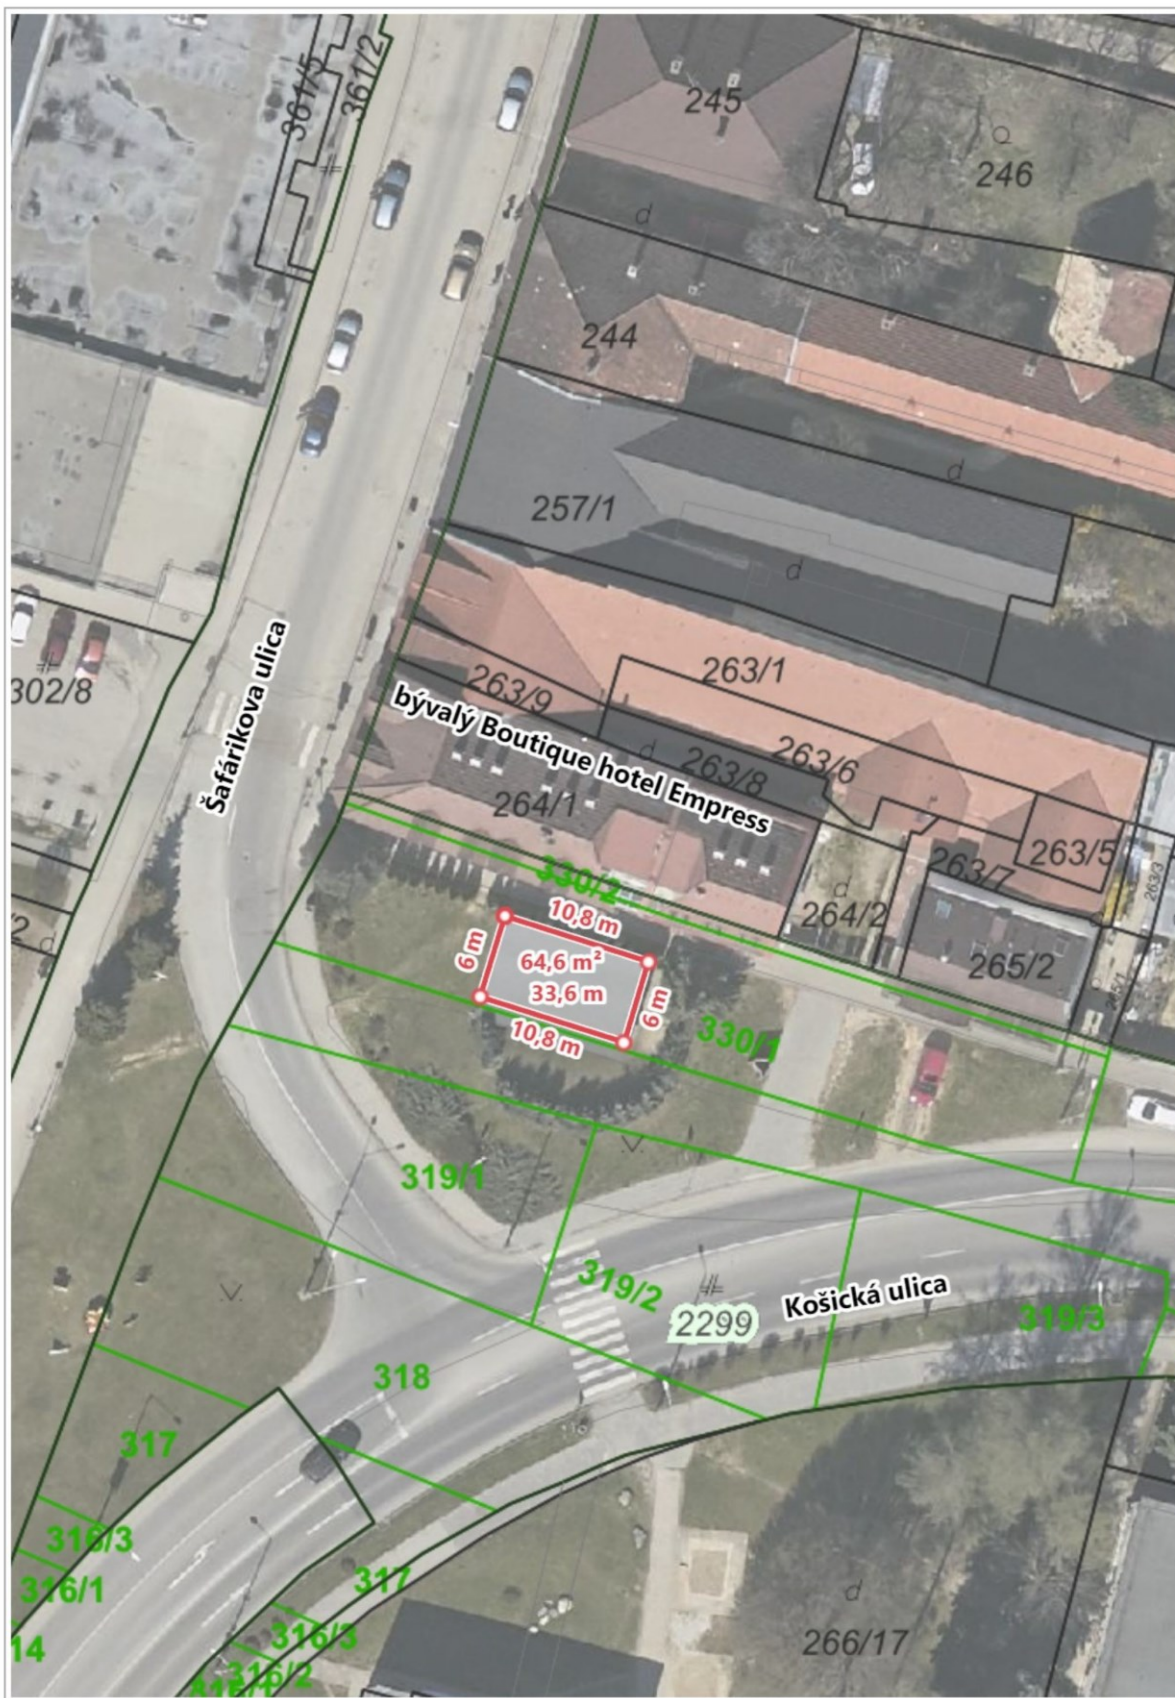 361/5
361/2
245
246
d
244
d
257/1
d
Šafárikova ulica
302/8
263/1
263/9
bývalý Boutique hotel Empress
d
263/8
263/6
264/1
263/5
263/7
263/3
330/2
d
264/2
265/2
10,8 m
6 m
64,6 m²
33,6 m
6 m
10,8 m
330/1
319/1
319/2
Košická ulica
2299
319/3
318
317
316/3
316/1
317
14
316/3
316/2
d
266/17